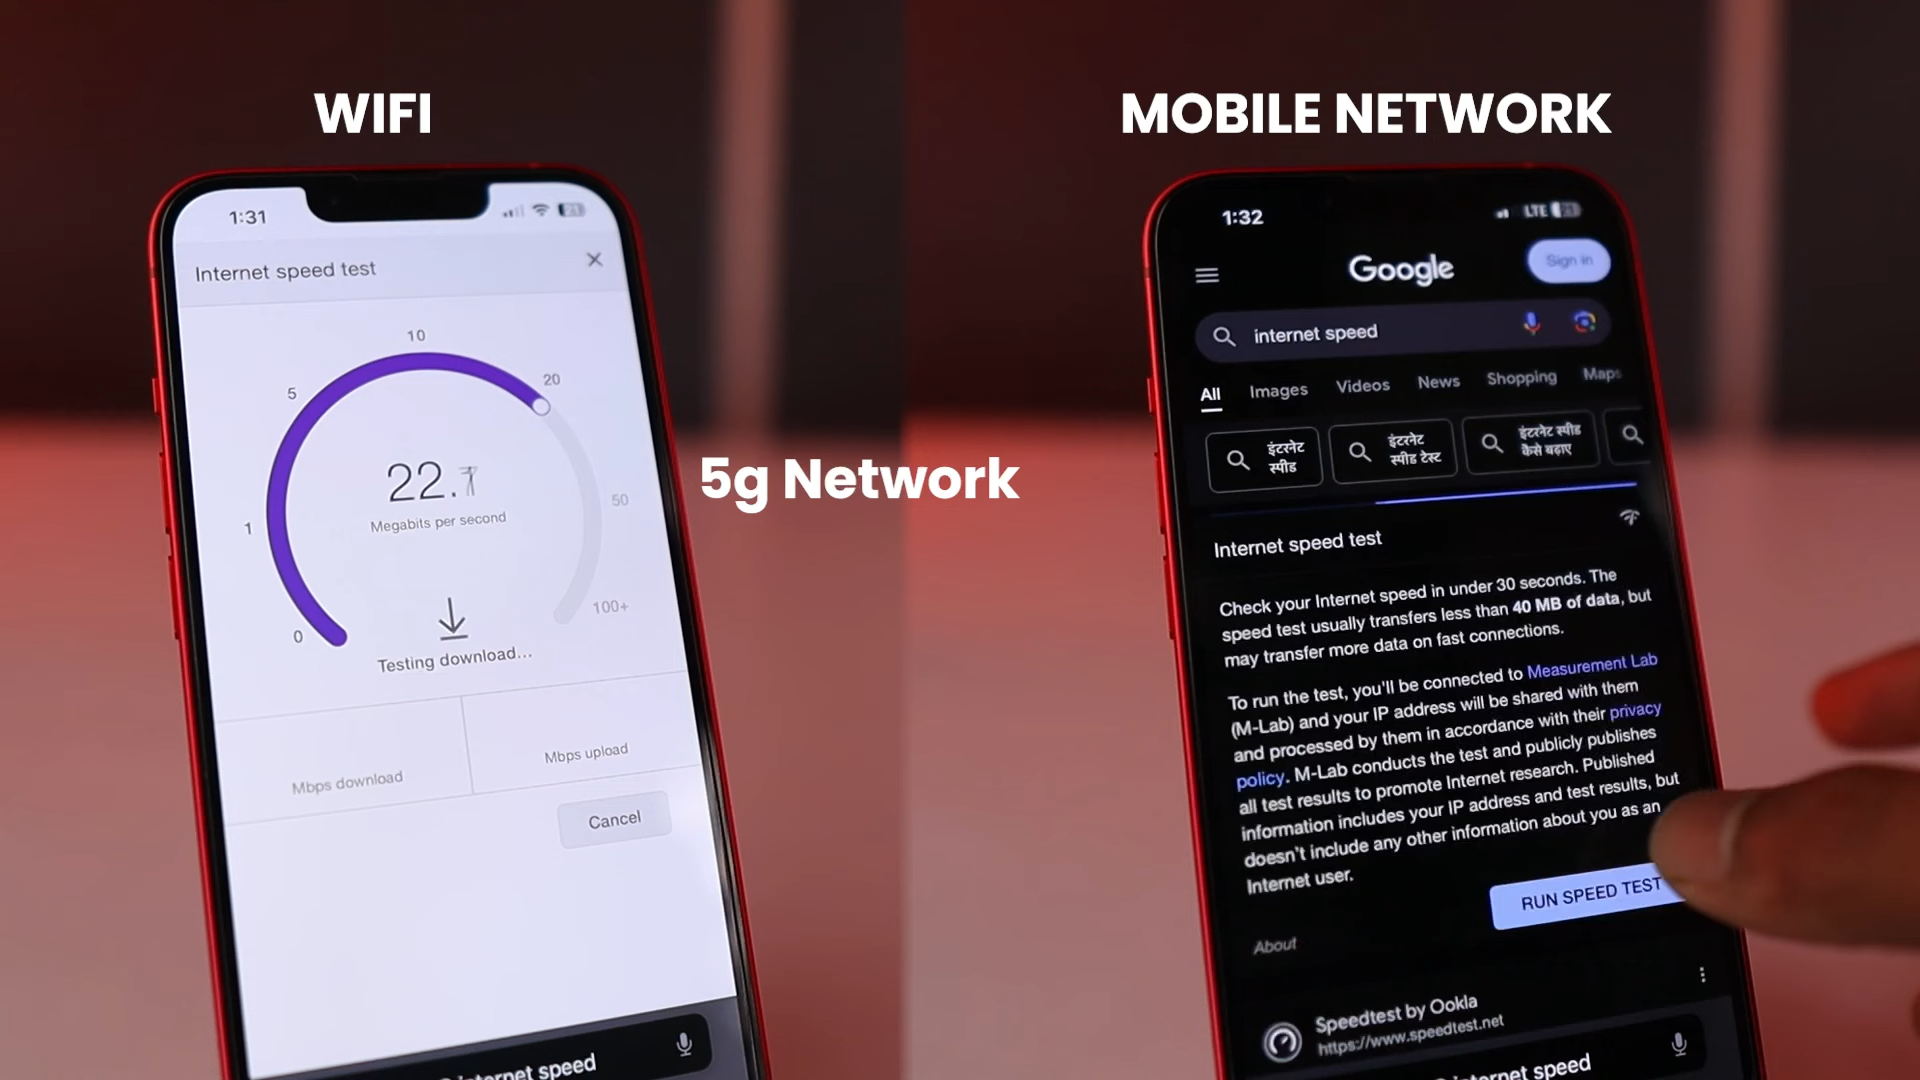 WIFI
MOBILE NETWORK
5g Network
1:31
Internet speed test
10
5
20
1
50
0
100+
Megabits per second
Testing download...
Mbps download
Mbps upload
Cancel
internet speed
1:32
LTE
Google
Sign in
internet speed
All Images Videos News Shopping Maps
इंटरनेट
स्पीड
इंटरनेट
स्पीड टेस्ट
इंटरनेट स्पीड
कैसे बढ़ाए
Internet speed test
Check your Internet speed in under 30 seconds. The
speed test usually transfers less than 40 MB of data, but
may transfer more data on fast connections.
To run the test, you'll be connected to Measurement Lab
(M-Lab) and your IP address will be shared with them
and processed by them in accordance with their privacy
policy. M-Lab conducts the test and publicly publishes
all test results to promote Internet research. Published
information includes your IP address and test results, but
doesn't include any other information about you as an
Internet user.
RUN SPEED TEST
About
Speedtest by Ookla
https://www.speedtest.net
internet speed